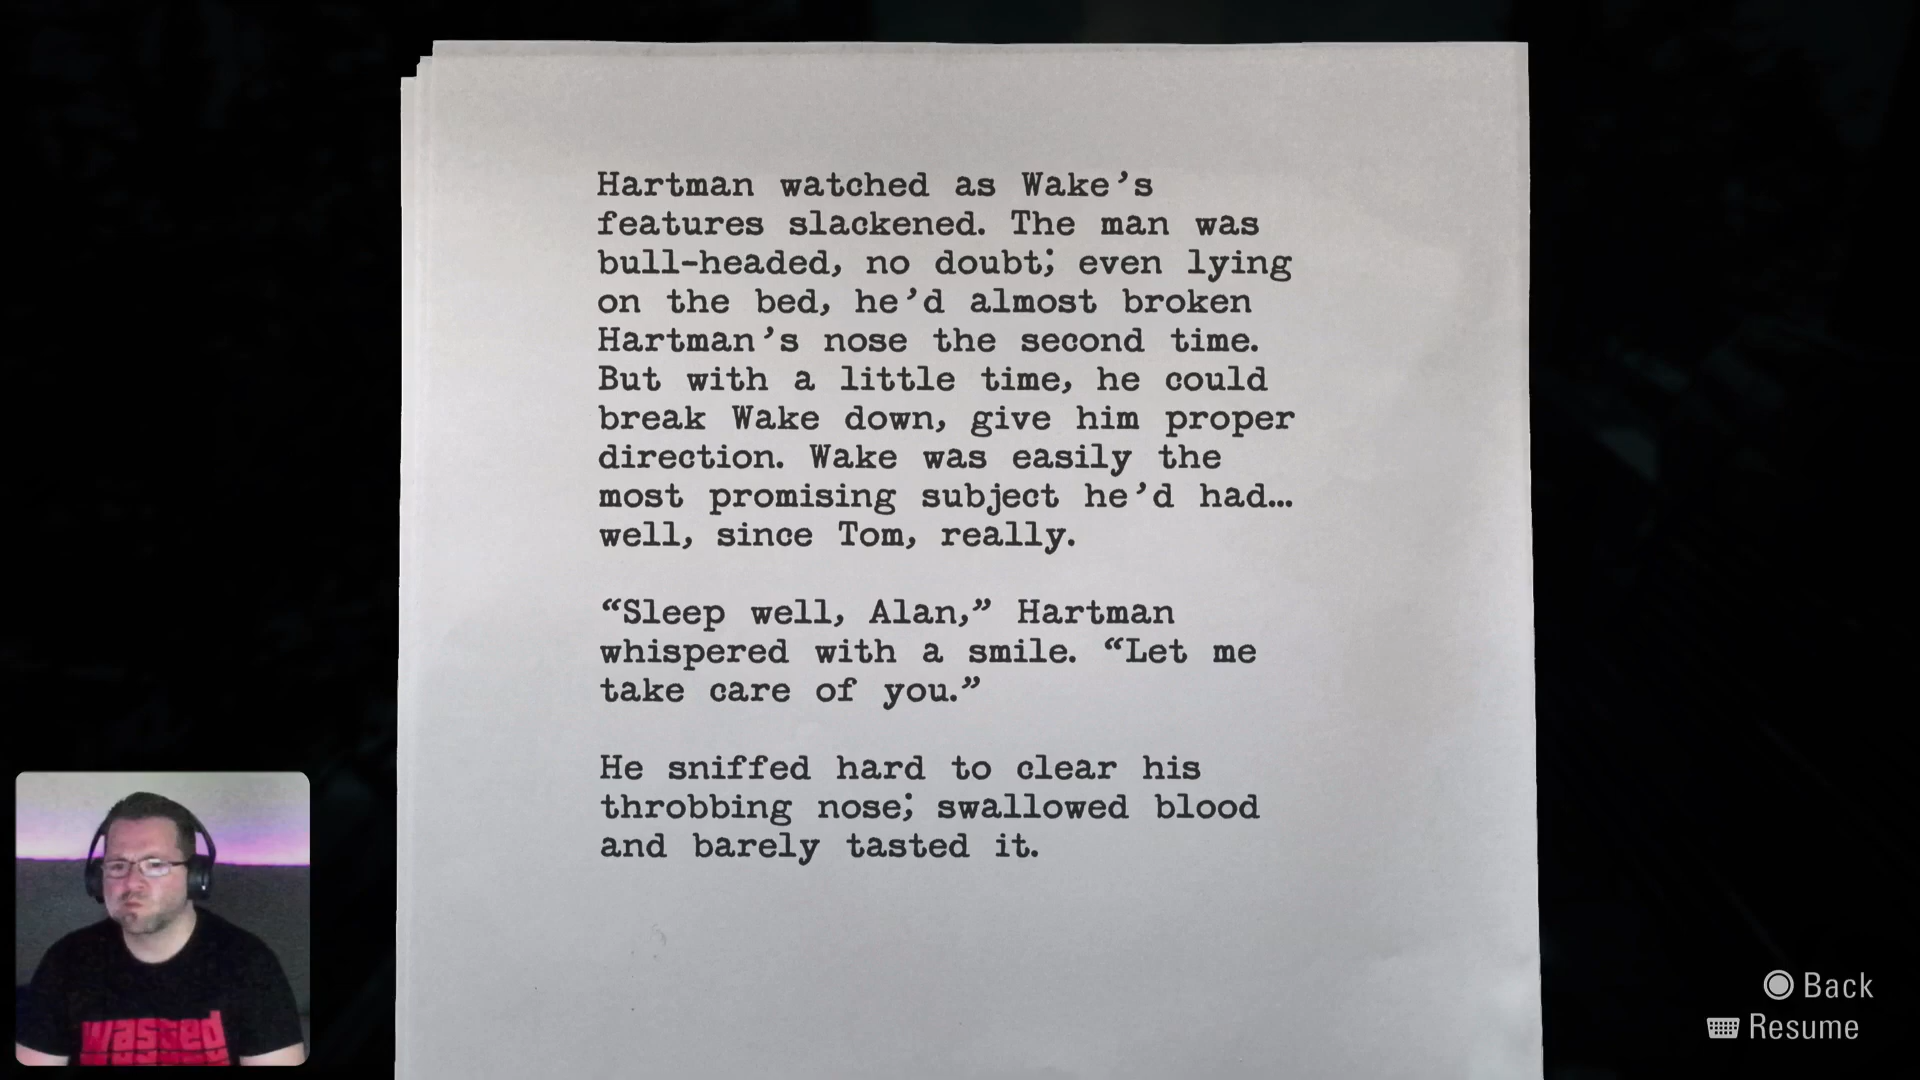 Hartman watched as Wake’s
features slackened. The man was
bull-headed, no doubt; even lying
on the bed, he’d almost broken
Hartman’s nose the second time.
But with a little time, he could
break Wake down, give him proper
direction. Wake was easily the
most promising subject he’d had…
well, since Tom, really.
“Sleep well, Alan,” Hartman
whispered with a smile. “Let me
take care of you.”
He sniffed hard to clear his
throbbing nose; swallowed blood
and barely tasted it.
wasted
Back
Resume